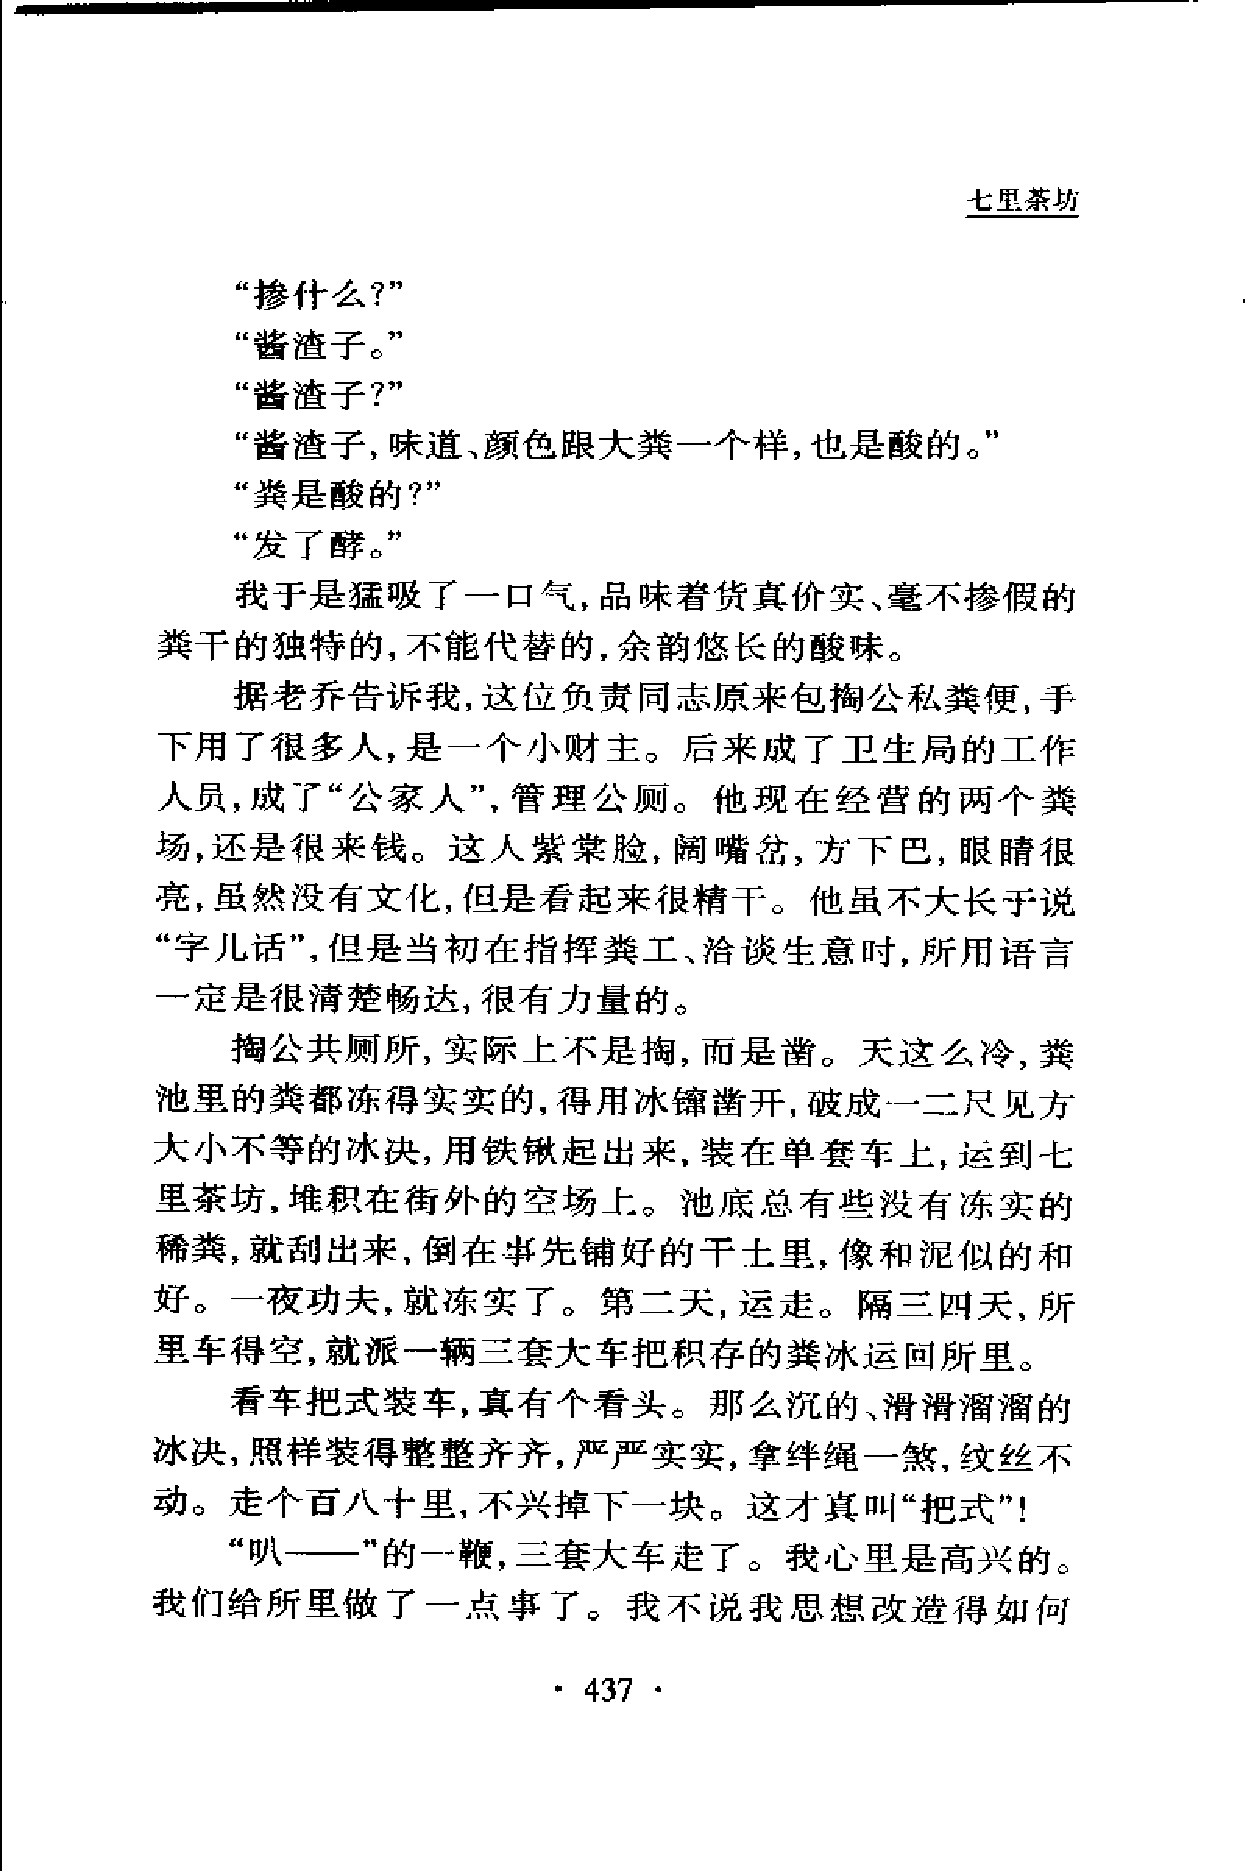 七里茶坊
“掺什么?”
“酱渣子。”
“酱渣子?”
“酱渣子,味道、颜色跟大粪一个样,也是酸的。”
“粪是酸的?”
“发了酵。”
我于是猛吸了一口气,品味着货真价实、毫不掺假的
粪干的独特的,不能代替的,余韵悠长的酸味。
据老乔告诉我,这位负责同志原来包掏公私粪便,手
下用了很多人,是一个小财主。后来成了卫生局的工作
人员,成了“公家人”,管理公厕。他现在经营的两个粪
场,还是很来钱。这人紫棠脸,阔嘴岔,方下巴,眼睛很
亮,虽然没有文化,但是看起来很精干。他虽不大长于说
“字儿话”,但是当初在指挥粪工、洽谈生意时,所用语言
一定是很清楚畅达,很有力量的。
掏公共厕所,实际上不是掏,而是凿。天这么冷,粪
池里的粪都冻得实实的,得用冰镩凿开,破成一二尺见方
大小不等的冰决,用铁锹起出来,装在单套车上,运到七
里茶坊,堆积在街外的空场上。池底总有些没有冻实的
稀粪,就刮出来,倒在事先铺好的干土里,像和泥似的和
好。一夜功夫,就冻实了。第二天,运走。隔三四天,所
里车得空,就派一辆三套大车把积存的粪冰运回所里。
看车把式装车,真有个看头。那么沉的、滑滑溜溜的
冰决,照样装得整整齐齐,严严实实,拿绊绳一煞,纹丝不
动。走个百八十里,不兴掉下一块。这才真叫“把式”!
“叭——”的一鞭,三套大车走了。我心里是高兴的。
我们给所里做了一点事了。我不说我思想改造得如何
· 437 ·